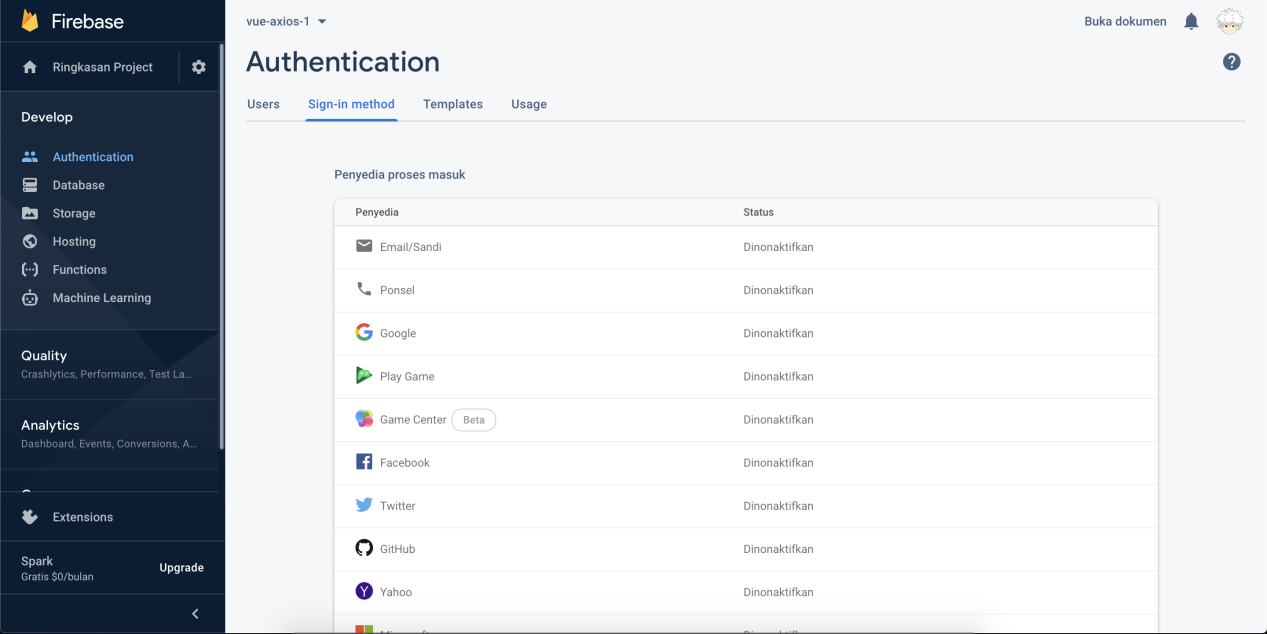 Firebase
Ringkasan Project
Develop
Authentication
Database
Storage
Hosting
Functions
Machine Learning
Quality
Crashlytics, Performance, Test La...
Analytics
Dashboard, Events, Conversions, A...
Extensions
Spark
Gratis $0/bulan
Upgrade
vue-axios-1
Buka dokumen
Authentication
Users Sign-in method Templates Usage
Penyedia proses masuk
Penyedia Status
Email/Sandi Dinonaktifkan
Ponsel Dinonaktifkan
Google Dinonaktifkan
Play Game Dinonaktifkan
Game Center Beta Dinonaktifkan
Facebook Dinonaktifkan
Twitter Dinonaktifkan
GitHub Dinonaktifkan
Yahoo Dinonaktifkan